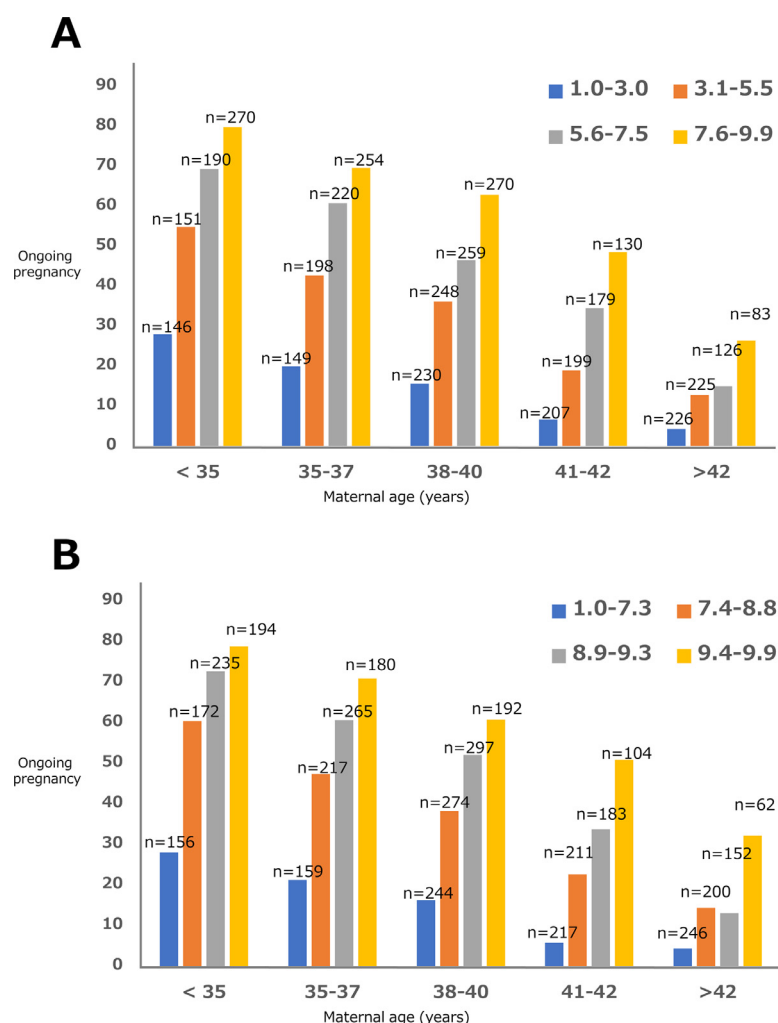 A
90
80
70
60
50
40
30
20
10
0
Ongoing
pregnancy
1.0-3.0 3.1-5.5
5.6-7.5 7.6-9.9
n=146 n=151 n=190 n=270
n=149 n=198 n=220 n=254
n=230 n=248 n=259 n=270
n=207 n=199 n=179 n=130
n=226 n=225 n=126 n=83
< 35 35-37 38-40 41-42 >42
Maternal age (years)
B
90
80
70
60
50
40
30
20
10
0
Ongoing
pregnancy
1.0-7.3 7.4-8.8
8.9-9.3 9.4-9.9
n=156 n=172 n=235 n=194
n=159 n=217 n=265 n=180
n=244 n=274 n=297 n=192
n=217 n=211 n=183 n=104
n=246 n=200 n=152 n=62
< 35 35-37 38-40 41-42 >42
Maternal age (years)